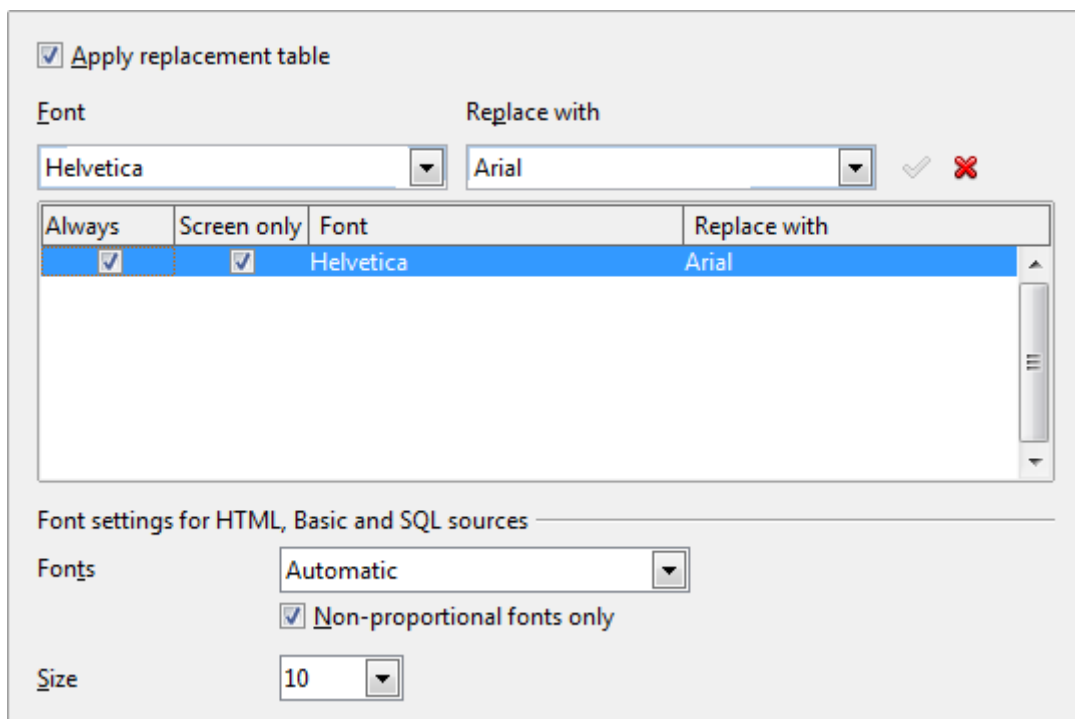 Apply replacement table
Font Replace with
Helvetica Arial
Always Screen only Font Replace with
Helvetica Arial
Font settings for HTML, Basic and SQL sources
Fonts Automatic
Non-proportional fonts only
Size 10